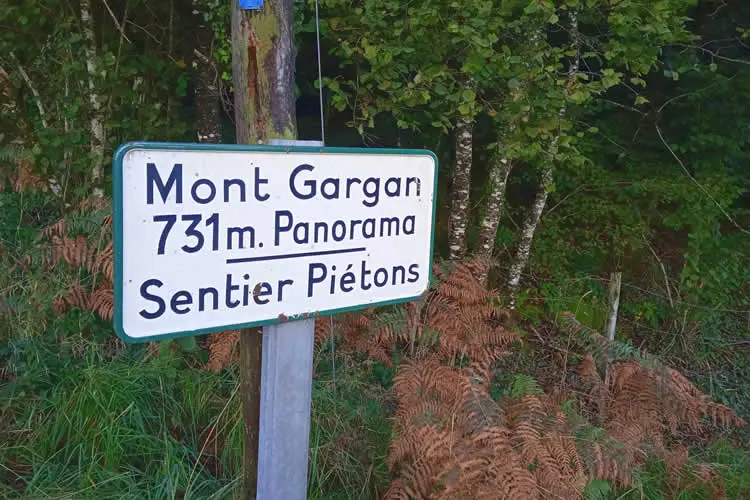 Mont Gargan
731m. Panorama
Sentier Piétons